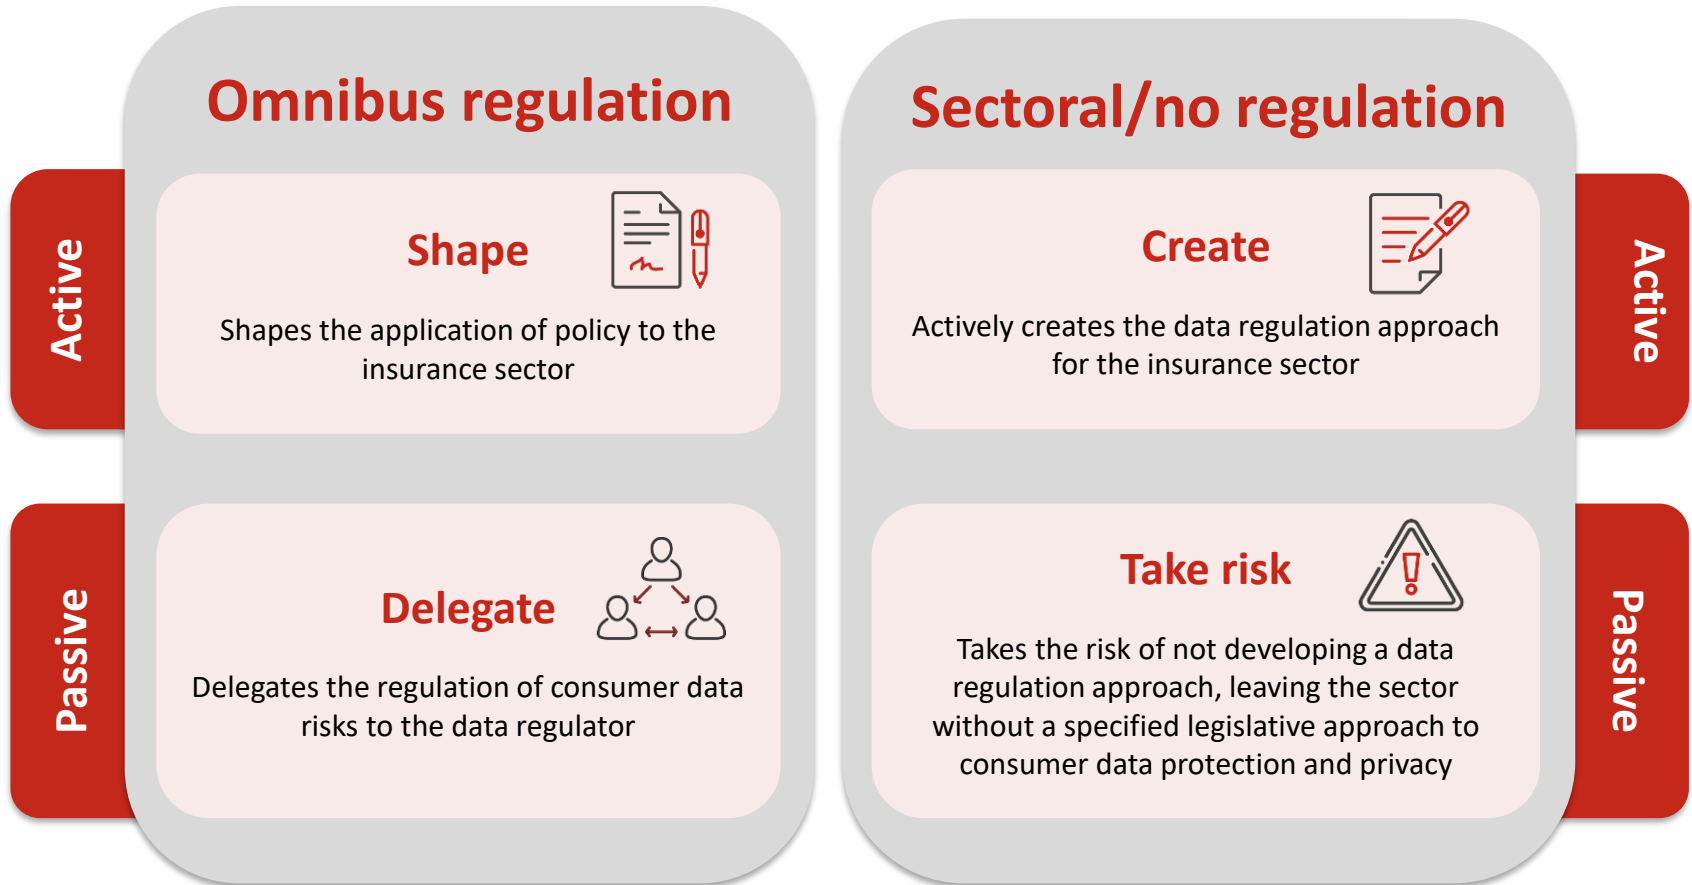 Omnibus regulation
Active
Shape
Shapes the application of policy to the
insurance sector
Passive
Delegate
Delegates the regulation of consumer data
risks to the data regulator
Sectoral/no regulation
Active
Create
Actively creates the data regulation approach
for the insurance sector
Passive
Take risk
Takes the risk of not developing a data
regulation approach, leaving the sector
without a specified legislative approach to
consumer data protection and privacy